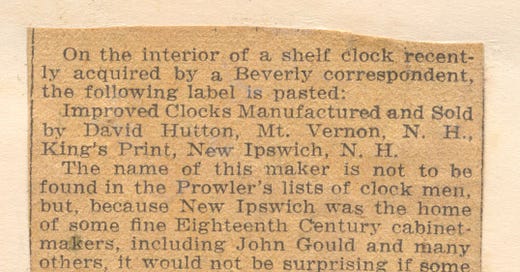 On the interior of a shelf clock recent-
ly acquired by a Beverly correspondent,
the following label is pasted:
Improved Clocks Manufactured and Sold
by David Hutton, Mt. Vernon, N. H.,
King's Print, New Ipswich, N. H.
The name of this maker is not to be
found in the Prowler's lists of clock men,
but, because New Ipswich was the home
of some fine Eighteenth Century cabinet-
makers, including John Gould and many
others, it would not be surprising if some